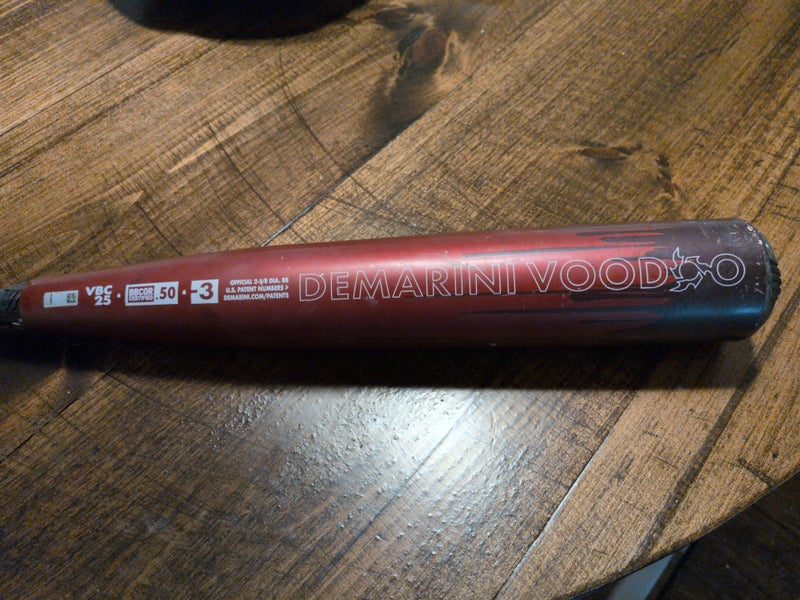 VBC
25
BBCOR
CERTIFIED
.50
-3
OFFICIAL 2-5/8 DIA. BB
U.S. PATENT NUMBERS >
DEMARINI.COM/PATENTS
DEMARINI VOODOO